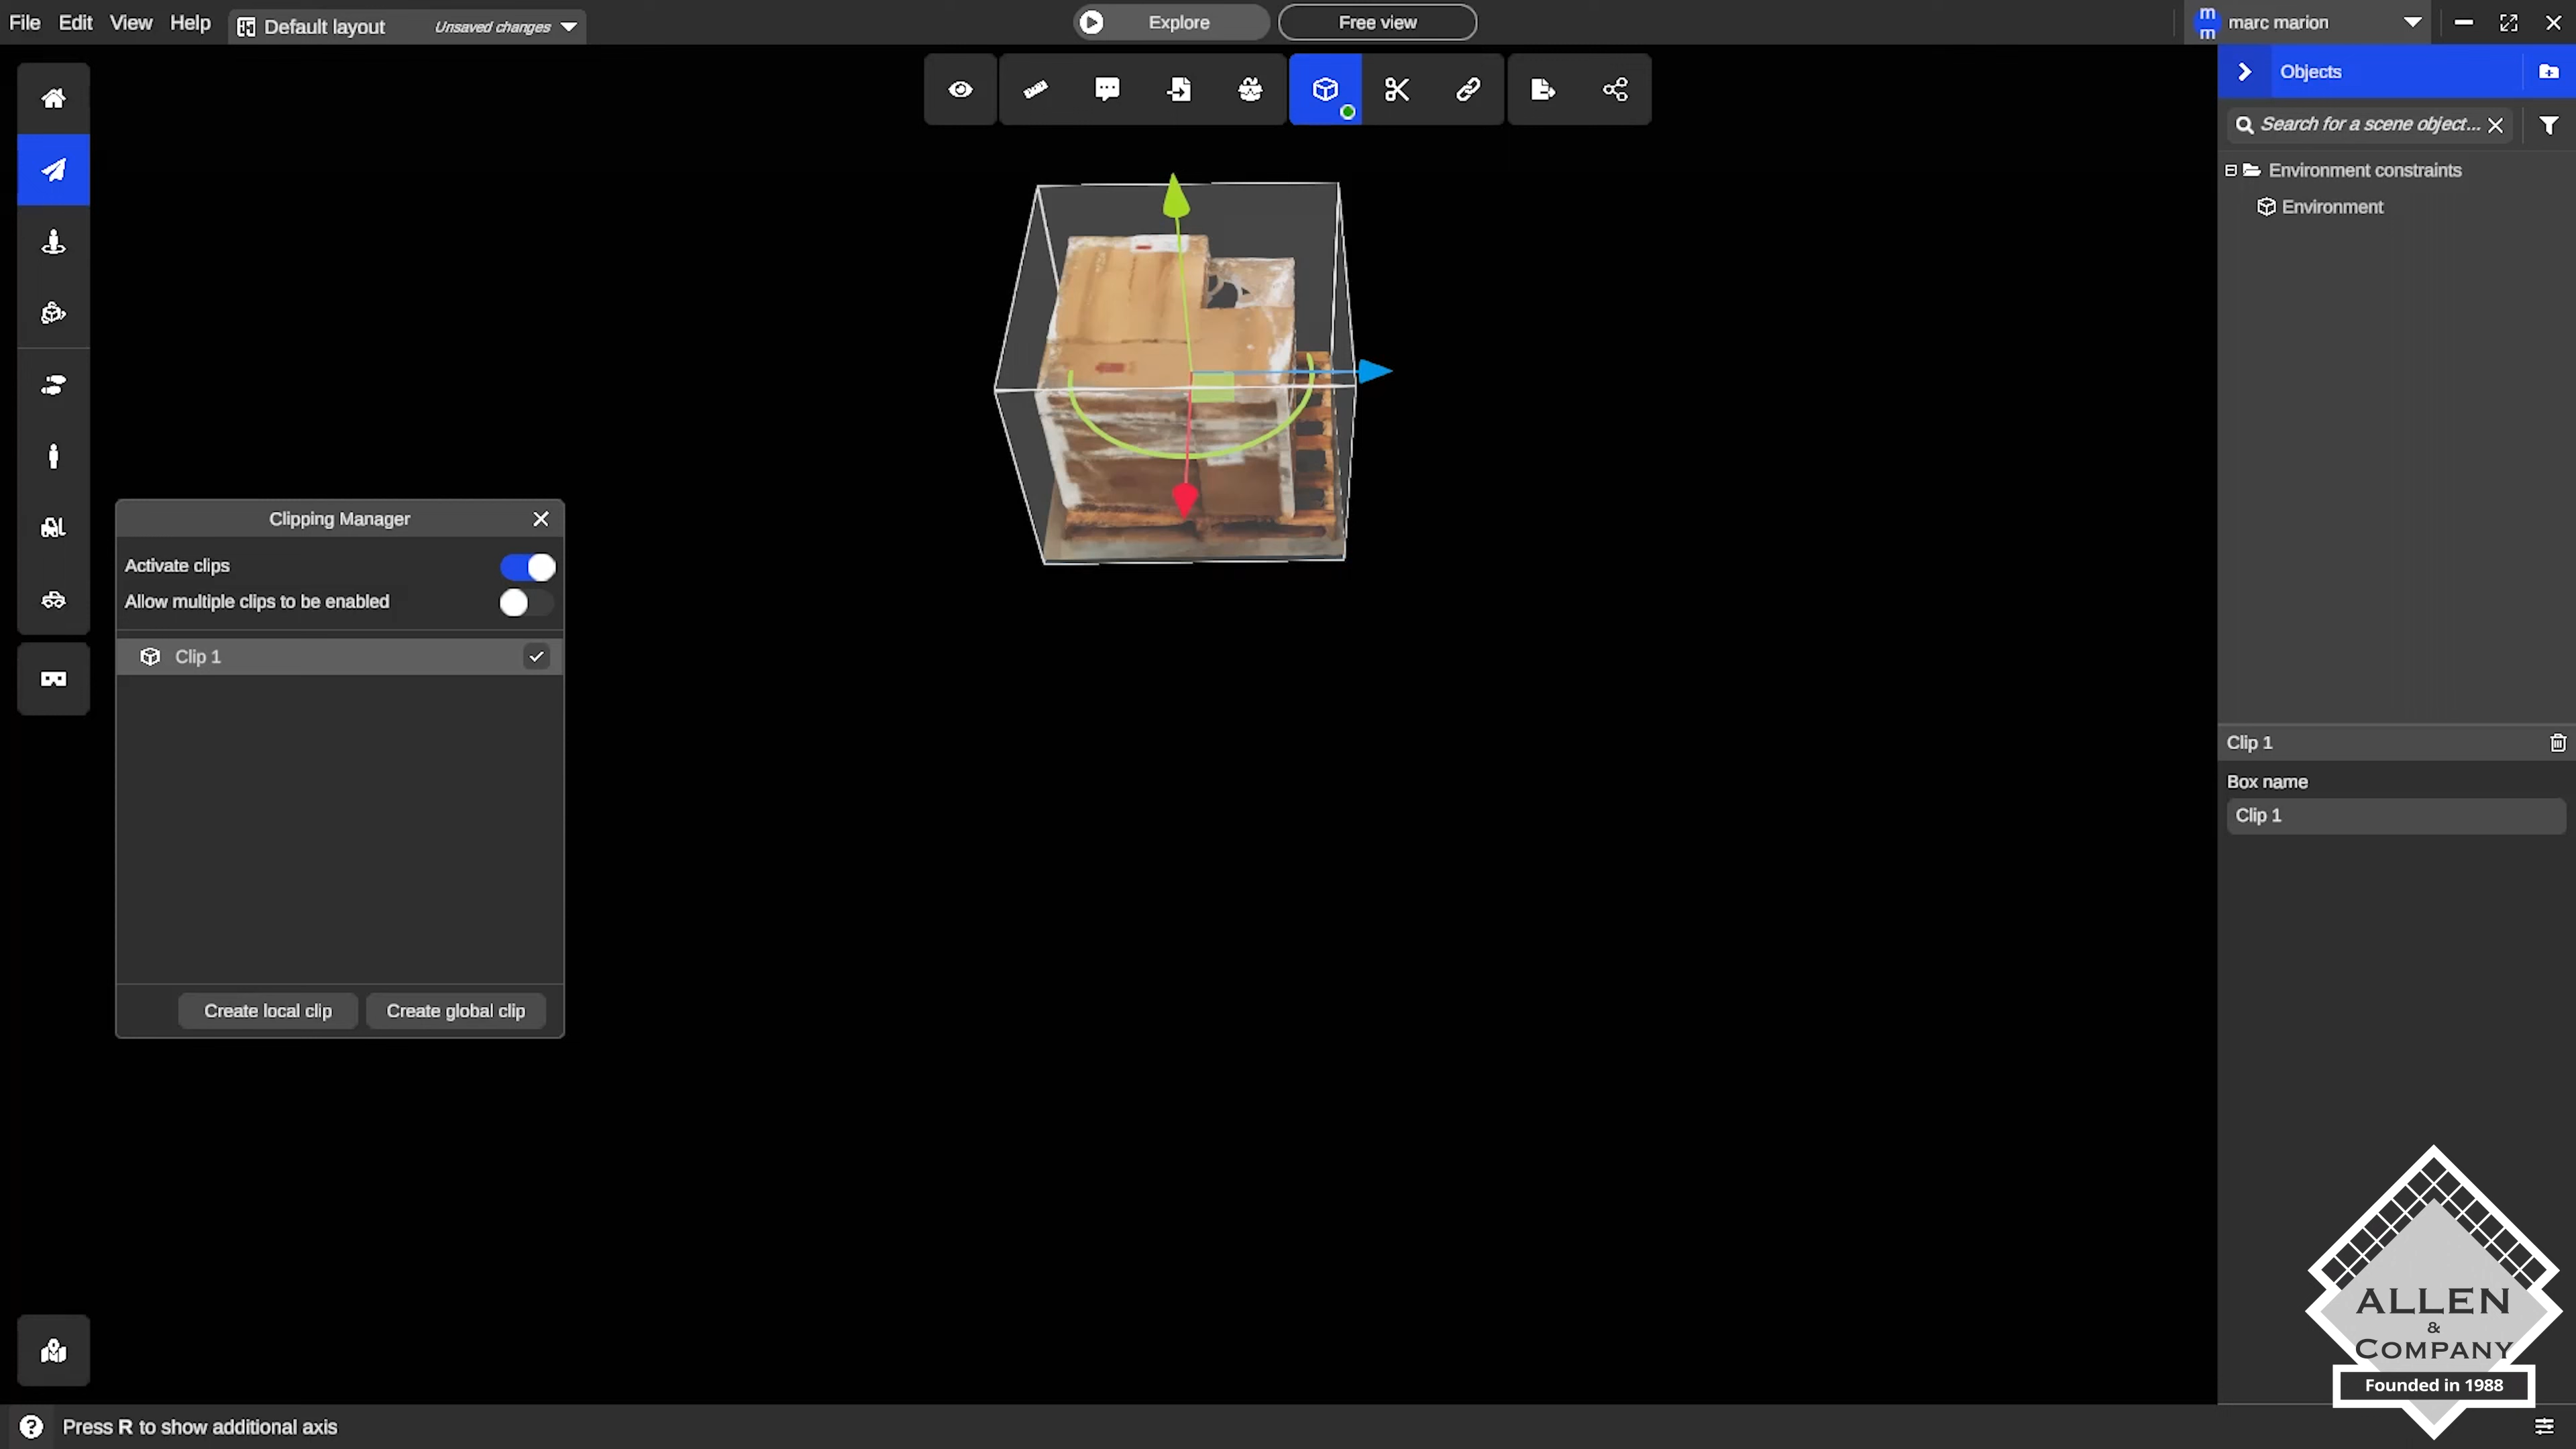 File Edit View Help Default layout Unsaved changes Explore Free view m m marc marion
Objects
Search for a scene object...
Environment constraints
Environment
Clipping Manager
Activate clips
Allow multiple clips to be enabled
Clip 1
Create local clip Create global clip
Clip 1
Box name
Clip 1
ALLEN
&
COMPANY
Founded in 1988
Press R to show additional axis